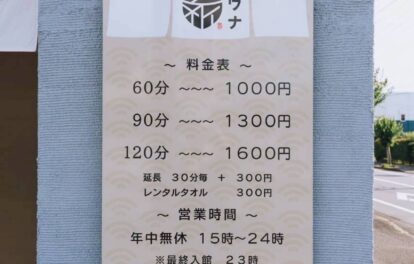 ウナ
～ 料金表 ～
60分 ～～～ 1000円
90分 ～～～ 1300円
120分 ～～～ 1600円
延長 30分毎 + 300円
レンタルタオル 300円
～ 営業時間 ～
年中無休 15時～24時
※最終入館 23時